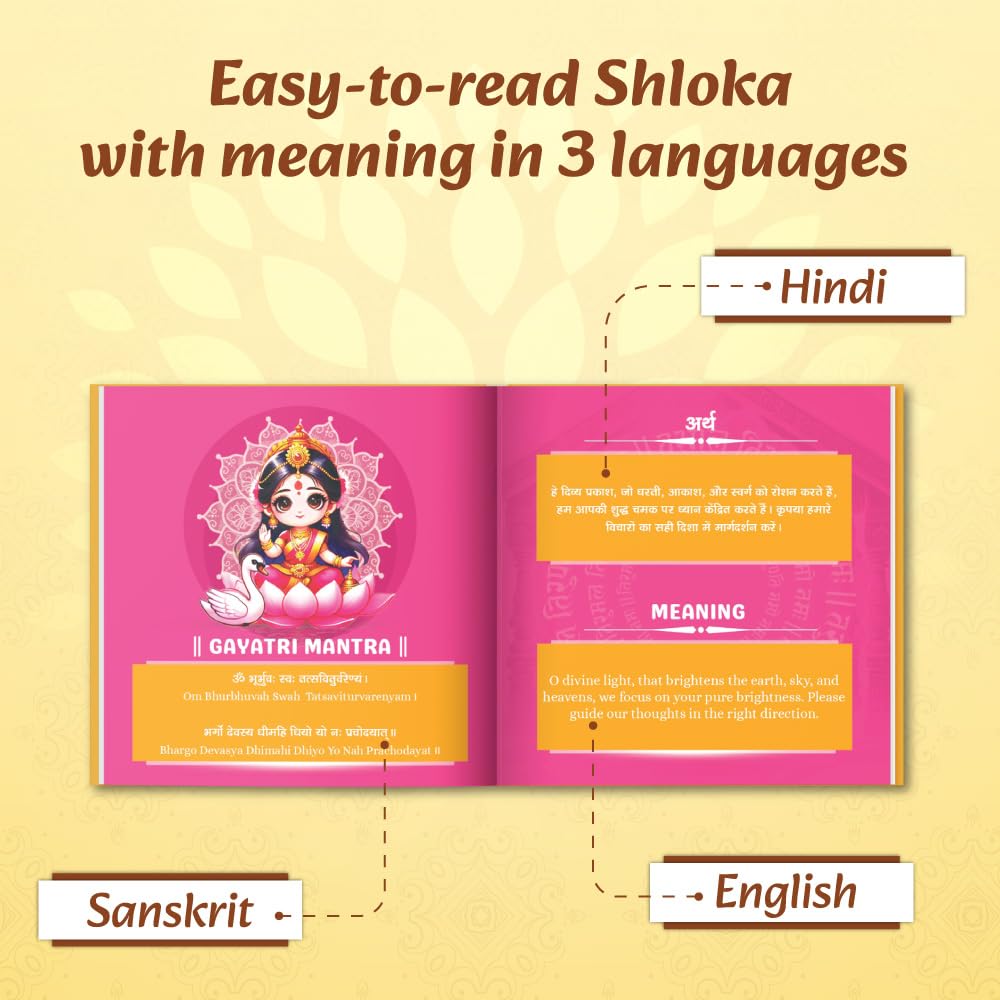 Easy-to-read Shloka
with meaning in 3 languages
Hindi
|| GAYATRI MANTRA ||
ॐ भूर्भुवः स्वः तत्सवितुर्वरेण्यं।
Om Bhurbhuvah Swah Tatsaviturvarenyam।
भर्गो देवस्य धीमहि धियो यो नः प्रचोदयात्॥
Bhargo Devasya Dhimahi Dhiyo Yo Nah Prachodayat॥
अर्थ
हे दिव्य प्रकाश, जो धरती, आकाश, और स्वर्ग को रोशन करते हैं,
हम आपकी शुद्ध चमक पर ध्यान केंद्रित करते हैं। कृपया हमारे
विचारों का सही दिशा में मार्गदर्शन करें।
MEANING
O divine light, that brightens the earth, sky, and
heavens, we focus on your pure brightness. Please
guide our thoughts in the right direction.
Sanskrit
English